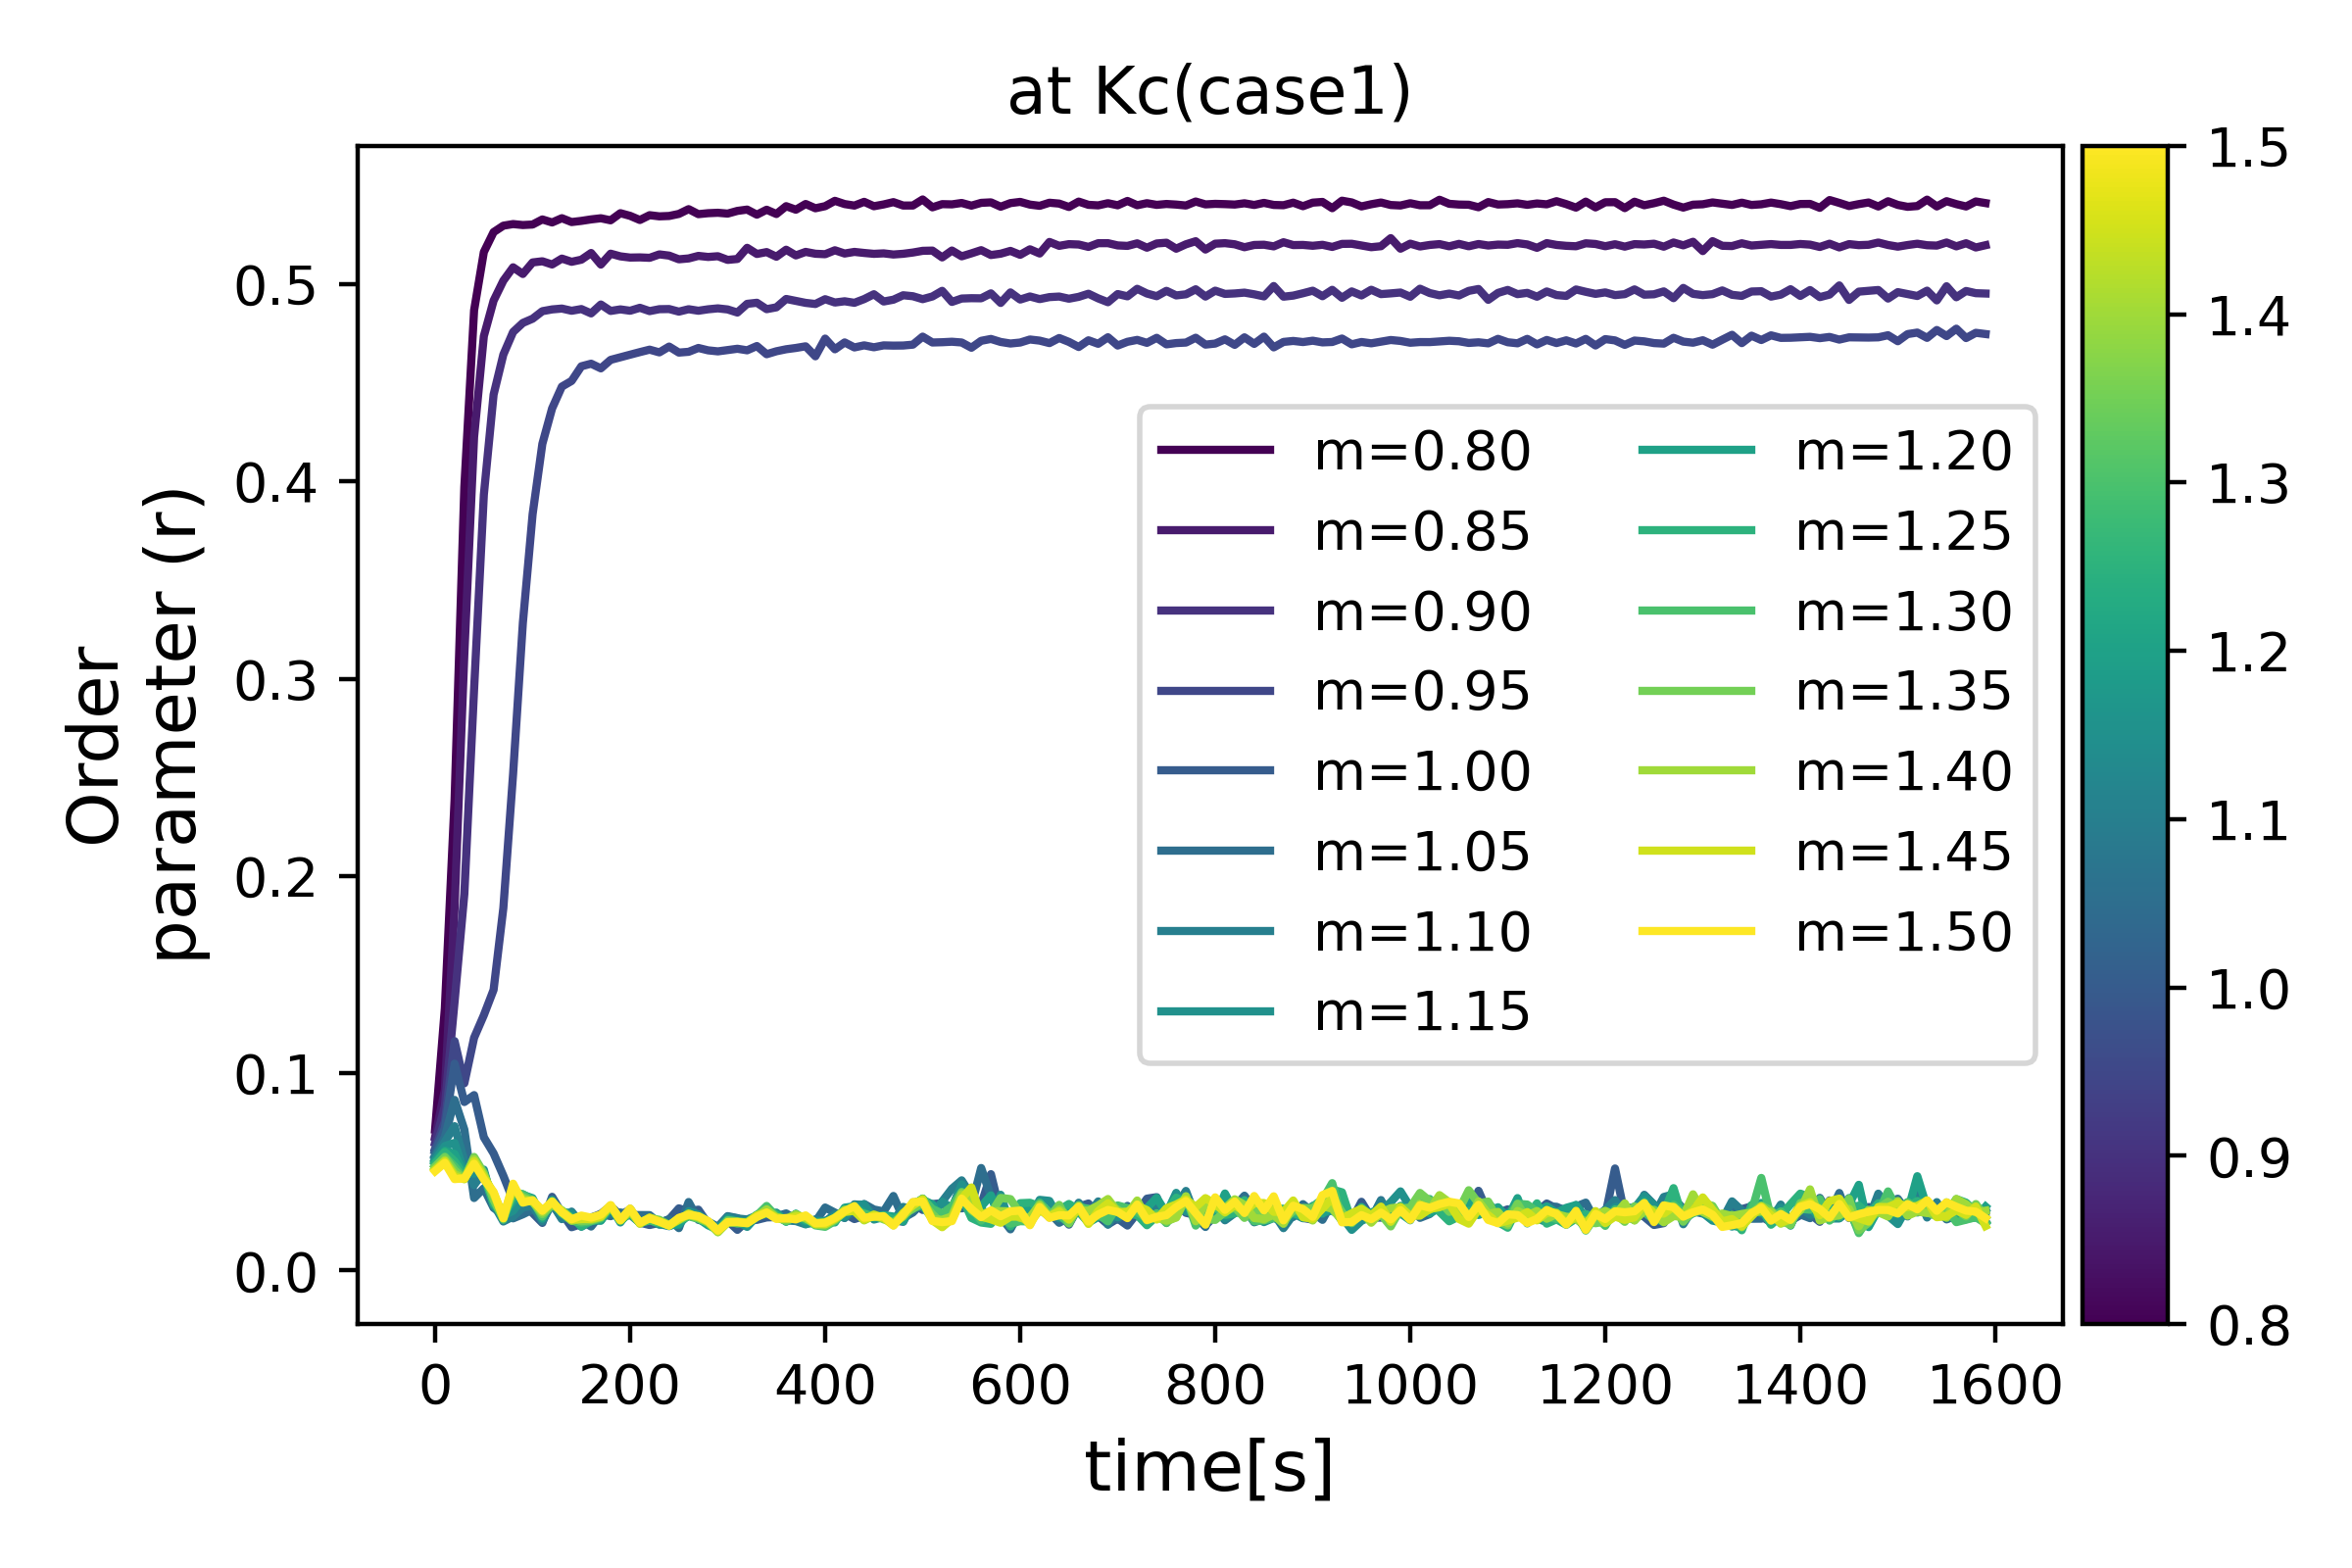 at Kc(case1)
Order
parameter (r)
0.5
0.4
0.3
0.2
0.1
0.0
0
200
400
600
800
1000
1200
1400
1600
time[s]
m=0.80
m=0.85
m=0.90
m=0.95
m=1.00
m=1.05
m=1.10
m=1.15
m=1.20
m=1.25
m=1.30
m=1.35
m=1.40
m=1.45
m=1.50
1.5
1.4
1.3
1.2
1.1
1.0
0.9
0.8